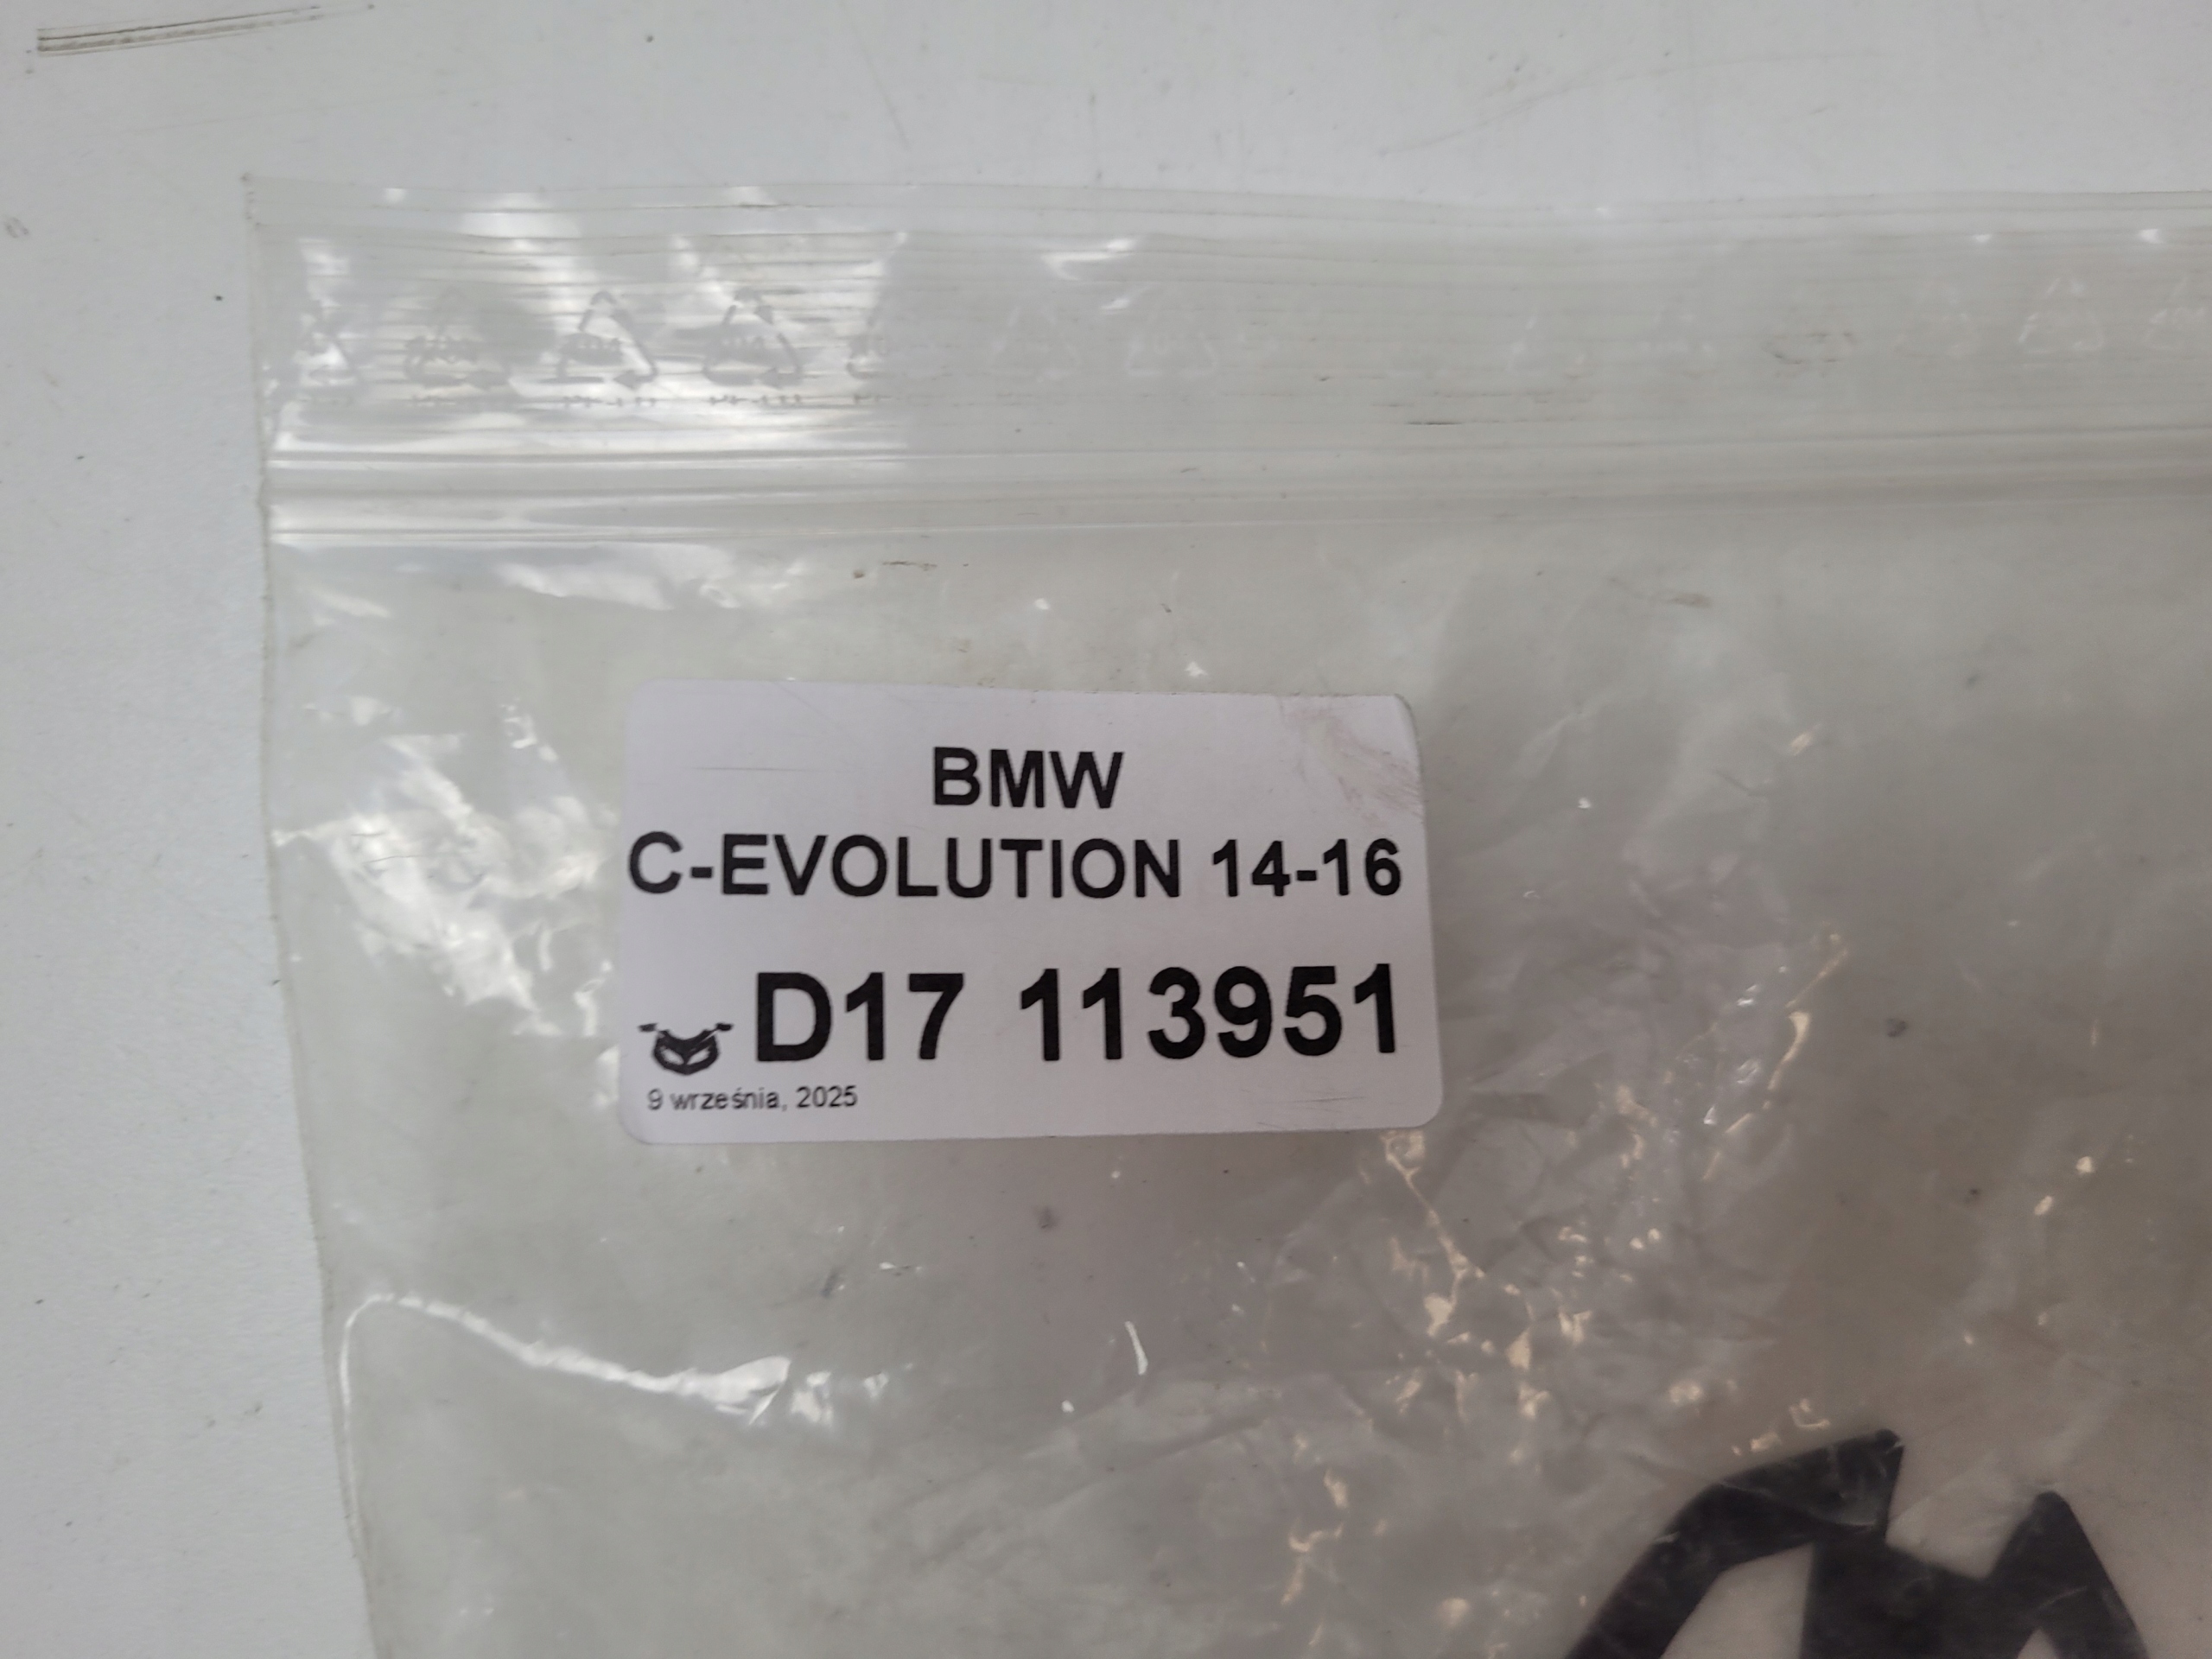 BMW
C-EVOLUTION 14-16
D17 113951
9 września, 2025